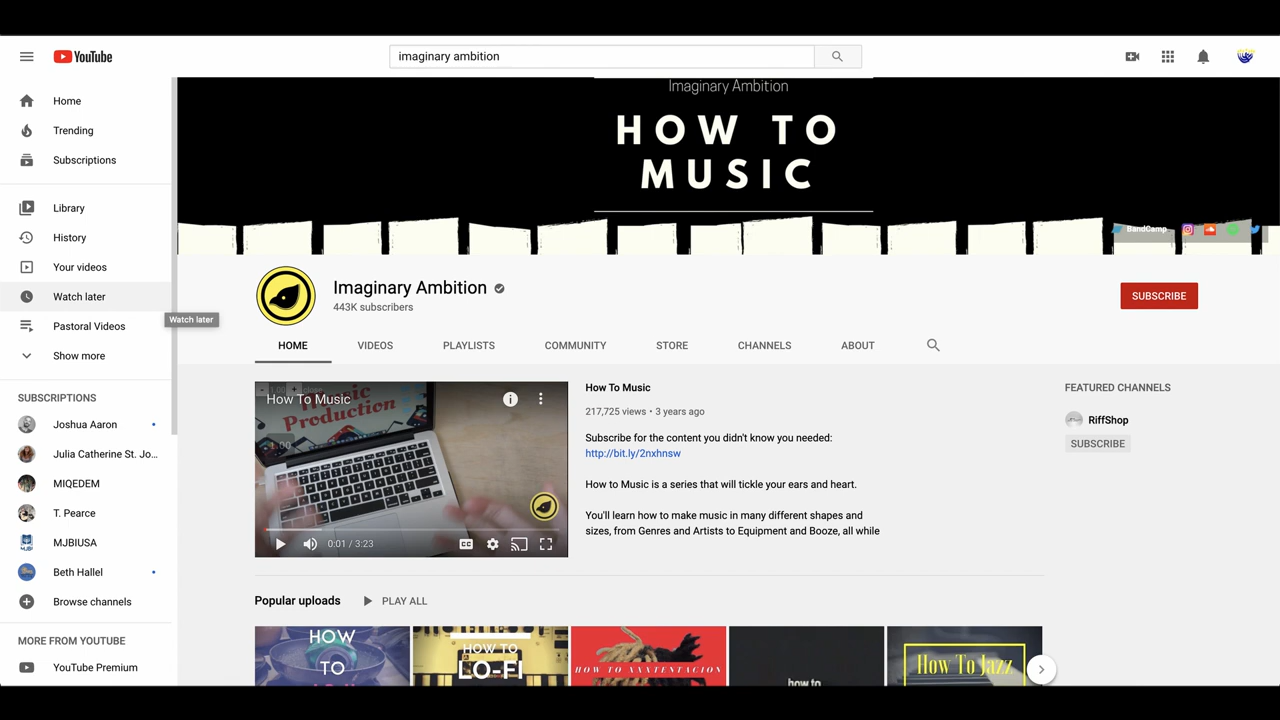 YouTube
imaginary ambition
Home
Trending
Subscriptions
Library
History
Your videos
Watch later
Pastoral Videos
Show more
SUBSCRIPTIONS
Joshua Aaron
Julia Catherine St. Jo...
MIQEDEM
T. Pearce
MJBIUSA
Beth Hallel
Browse channels
MORE FROM YOUTUBE
YouTube Premium
Watch later
Imaginary Ambition
HOW TO
MUSIC
BandCamp
Imaginary Ambition
443K subscribers
SUBSCRIBE
HOME VIDEOS PLAYLISTS COMMUNITY STORE CHANNELS ABOUT
How To Music
Production
1.00
0:01 / 3:23
CC
How To Music
217,725 views • 3 years ago
Subscribe for the content you didn't know you needed:
http://bit.ly/2nxhnsw
How to Music is a series that will tickle your ears and heart.
You'll learn how to make music in many different shapes and
sizes, from Genres and Artists to Equipment and Booze, all while
FEATURED CHANNELS
RiffShop
SUBSCRIBE
Popular uploads PLAY ALL
HOW
TO
HOW TO
LO-FI
HOW TO XXXTENTACION
how to
How To Jazz